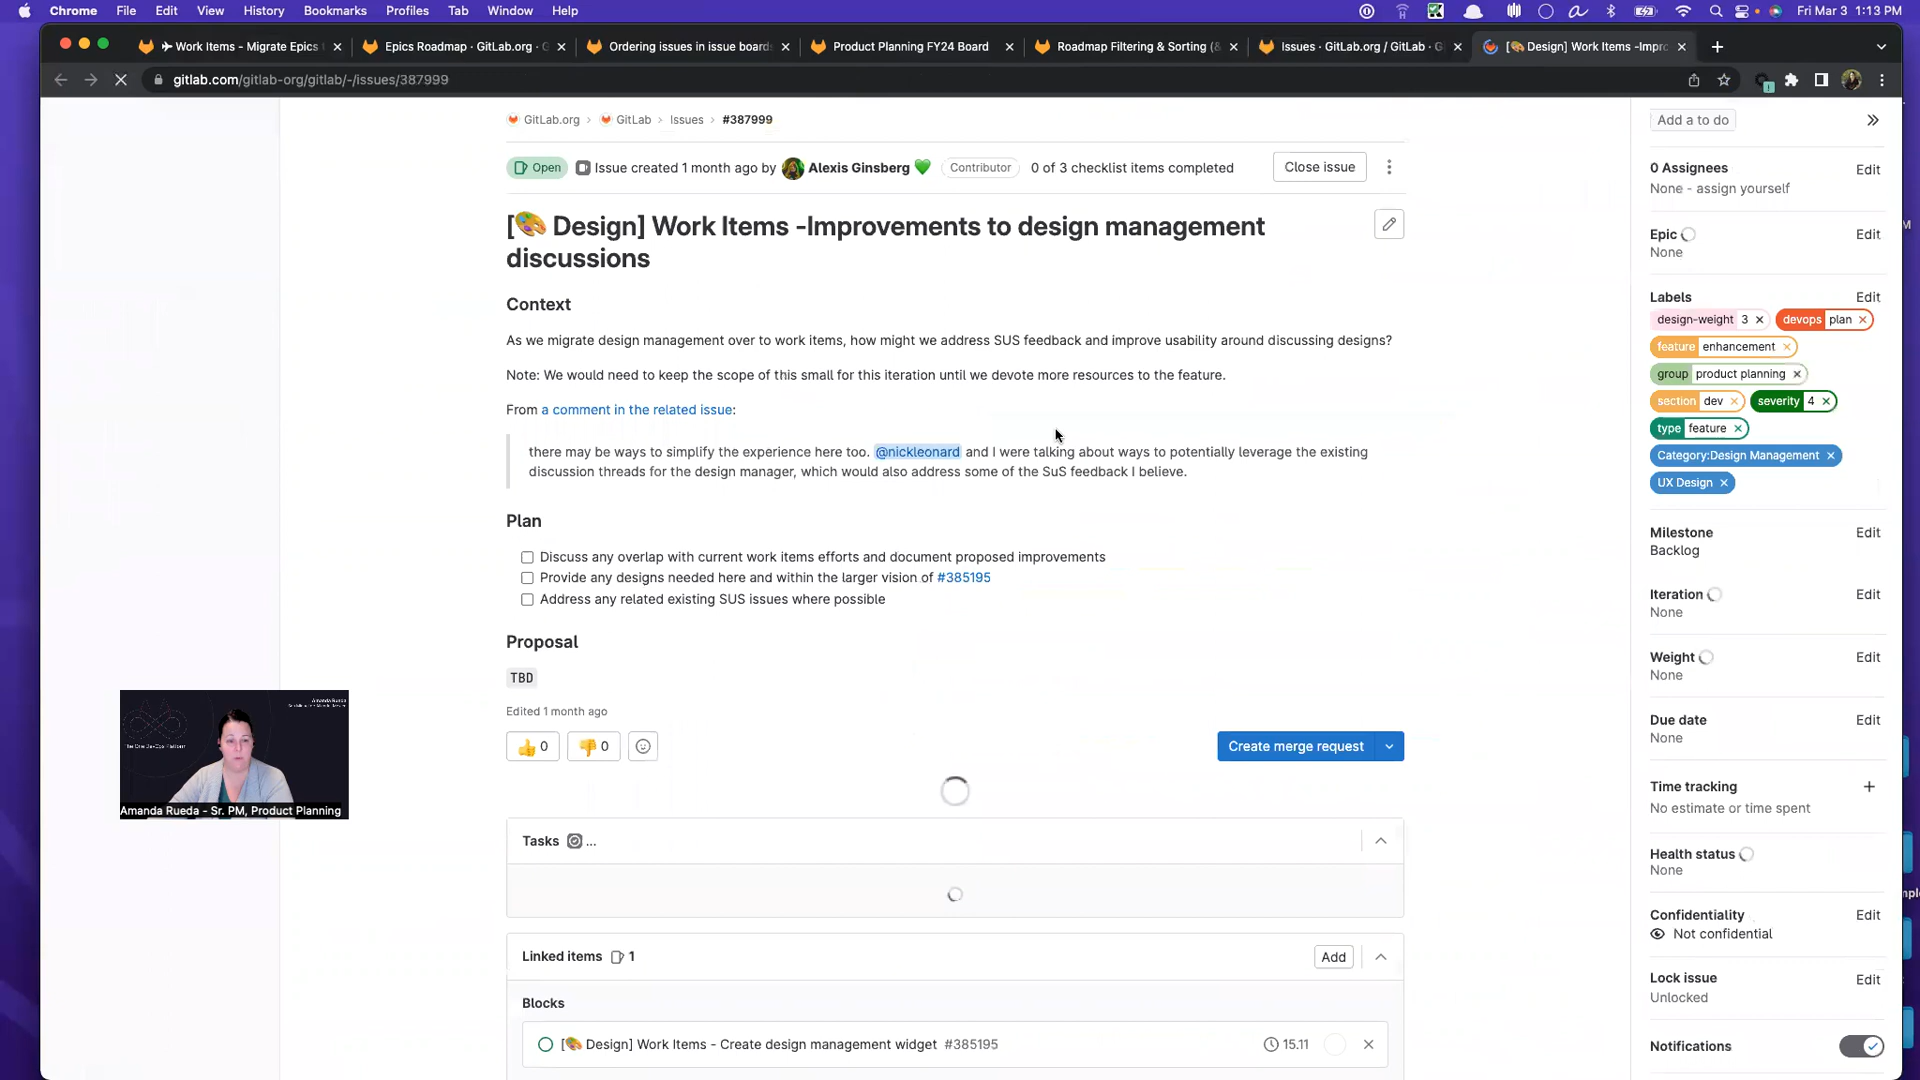 Chrome File Edit View History Bookmarks Profiles Tab Window Help Fri Mar 3 1:13 PM
✈ Work Items - Migrate Epics Epics Roadmap · GitLab.org · G Ordering issues in issue boards Product Planning FY24 Board Roadmap Filtering & Sorting (& Issues · GitLab.org / GitLab · G [🎨 Design] Work Items -Impro
gitlab.com/gitlab-org/gitlab/-/issues/387999
GitLab.org › GitLab › Issues › #387999
Open Issue created 1 month ago by Alexis Ginsberg 💚 Contributor 0 of 3 checklist items completed Close issue
[🎨 Design] Work Items -Improvements to design management
discussions
Context
As we migrate design management over to work items, how might we address SUS feedback and improve usability around discussing designs?
Note: We would need to keep the scope of this small for this iteration until we devote more resources to the feature.
From a comment in the related issue:
there may be ways to simplify the experience here too. @nickleonard and I were talking about ways to potentially leverage the existing
discussion threads for the design manager, which would also address some of the SuS feedback I believe.
Plan
Discuss any overlap with current work items efforts and document proposed improvements
Provide any designs needed here and within the larger vision of #385195
Address any related existing SUS issues where possible
Proposal
TBD
Edited 1 month ago
👍 0 👎 0 Create merge request
Tasks ...
Linked items 1 Add
Blocks
[🎨 Design] Work Items - Create design management widget #385195 15.11
Add a to do
0 Assignees Edit
None - assign yourself
Epic Edit
None
Labels Edit
design-weight 3 devops plan
feature enhancement
group product planning
section dev severity 4
type feature
Category:Design Management
UX Design
Milestone Edit
Backlog
Iteration Edit
None
Weight Edit
None
Due date Edit
None
Time tracking +
No estimate or time spent
Health status
None
Confidentiality Edit
Not confidential
Lock issue Edit
Unlocked
Notifications
Amanda Rueda
The One DevOps Platform
Amanda Rueda - Sr. PM, Product Planning